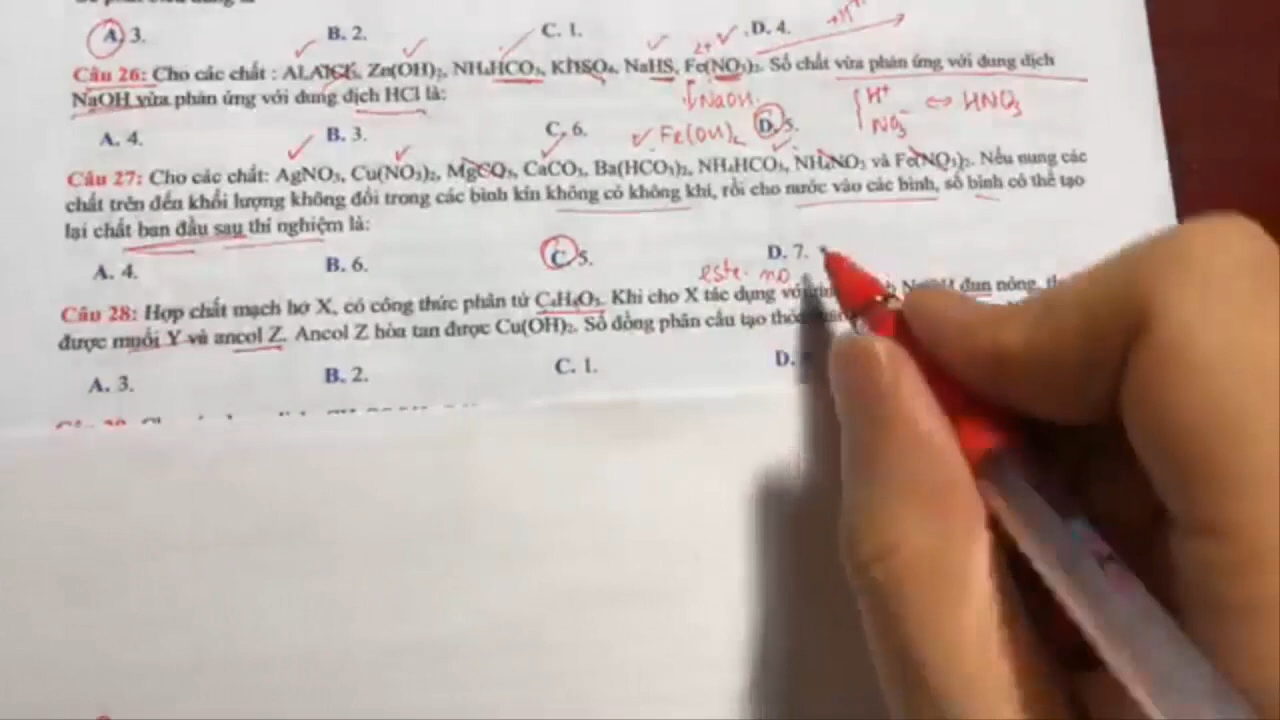 A. 3. B. 2. C. 1. D. 4. +H⁺
2+
Câu 26: Cho các chất : Zn(OH)₂, NH₄HCO₃, KHSO₄, NaHS, Fe(NO₃)₂. Số chất vừa phản ứng với dung dịch
NaOH vừa phản ứng với dung dịch HCl là:
↓NaOH. { H⁺ NO₃⁻ ⇔ HNO₃
A. 4. B. 3. C. 6. Fe(OH)₂ D. 5.
Câu 27: Cho các chất: AgNO₃, Cu(NO₃)₂, MgCO₃, CaCO₃, Ba(HCO₃)₂, NH₄HCO₃, NH₄NO₃ và Fe(NO₃)₂. Nếu nung các
chất trên đến khối lượng không đổi trong các bình kín không có không khí, rồi cho nước vào các bình, số bình có thể tạo
lại chất ban đầu sau thí nghiệm là:
A. 4. B. 6. C. 5. D. 7.
este no
Câu 28: Hợp chất mạch hở X, có công thức phân tử Khi cho X tác dụng đun nóng,
được muối Y và ancol Z. Ancol Z hòa tan được Cu(OH)₂. Số đồng phân cấu tạo
A. 3. B. 2. C. 1. D.